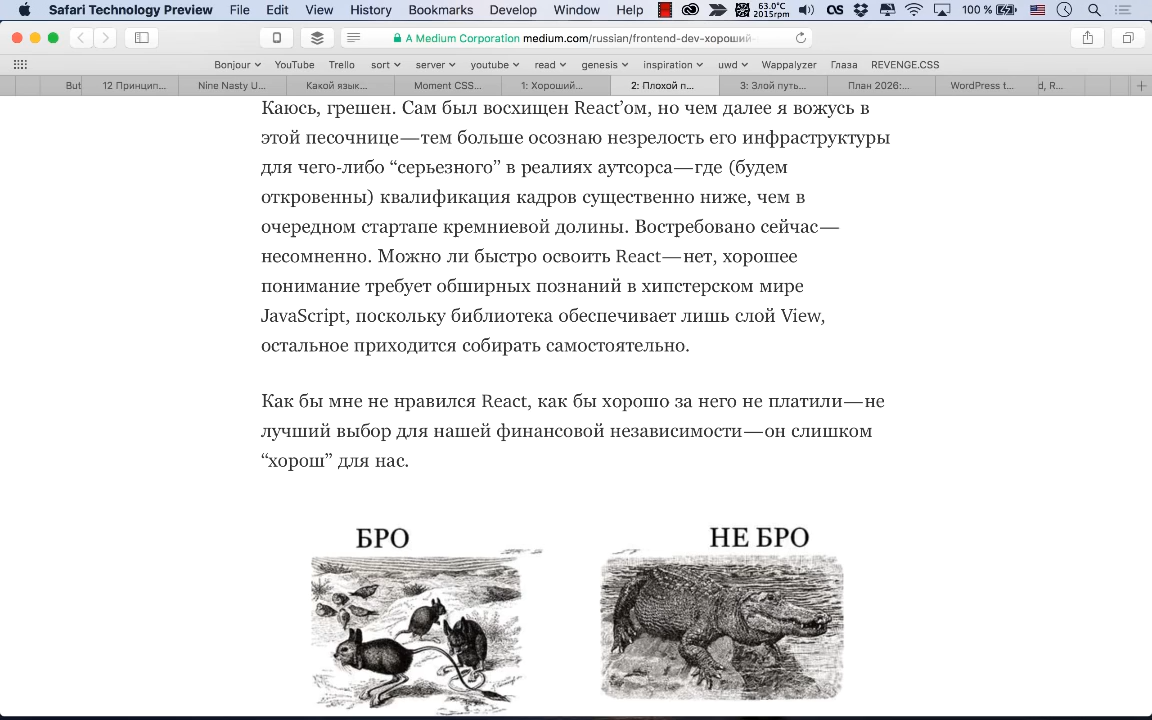 Safari Technology Preview File Edit View History Bookmarks Develop Window Help 63.0°C 2015rpm 100 %
A Medium Corporation medium.com/russian/frontend-dev-хороший-
Bonjour YouTube Trello sort server youtube read genesis inspiration uwd Wappalyzer Глаза REVENGE.CSS
But 12 Принцип... Nine Nasty U... Какой язык... Moment CSS... 1: Хороший... 2: Плохой п... 3: Злой путь... План 2026:... WordPress t... d, R...
Каюсь, грешен. Сам был восхищен React’ом, но чем далее я вожусь в
этой песочнице — тем больше осознаю незрелость его инфраструктуры
для чего-либо “серьезного” в реалиях аутсорса — где (будем
откровенны) квалификация кадров существенно ниже, чем в
очередном стартапе кремниевой долины. Востребовано сейчас —
несомненно. Можно ли быстро освоить React — нет, хорошее
понимание требует обширных познаний в хипстерском мире
JavaScript, поскольку библиотека обеспечивает лишь слой View,
остальное приходится собирать самостоятельно.
Как бы мне не нравился React, как бы хорошо за него не платили — не
лучший выбор для нашей финансовой независимости — он слишком
“хорош” для нас.
БРО НЕ БРО